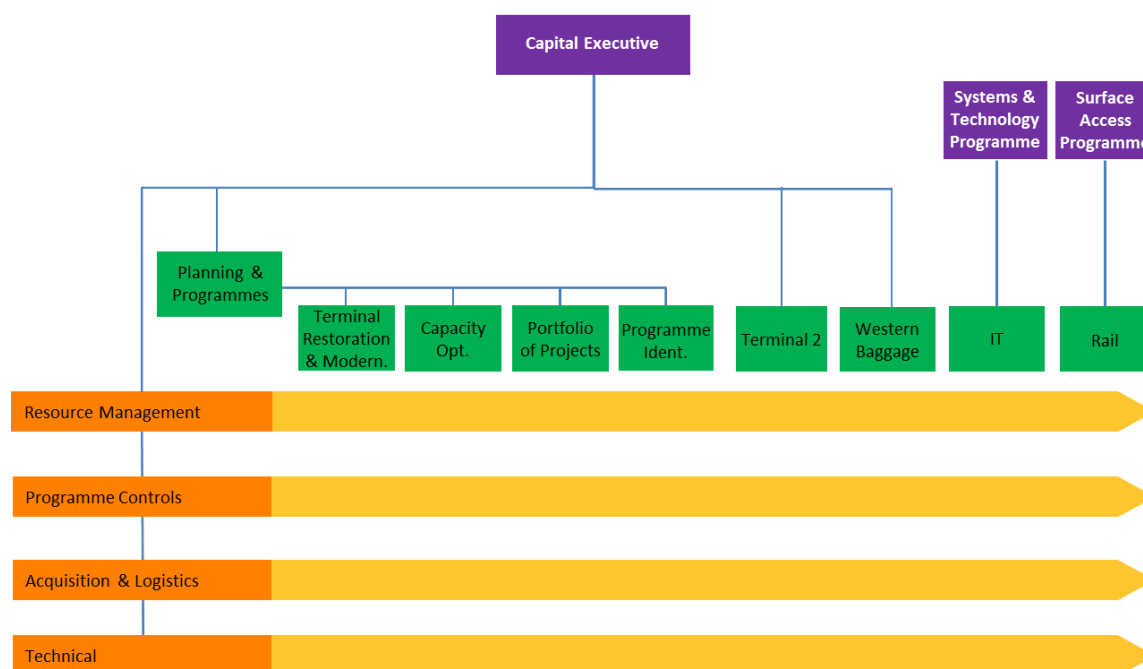 Capital Executive
Systems &
Technology
Programme
Surface
Access
Programme
Planning &
Programmes
Terminal
Restoration
& Modern.
Capacity
Opt.
Portfolio
of Projects
Programme
Ident.
Terminal 2
Western
Baggage
IT
Rail
Resource Management
Programme Controls
Acquisition & Logistics
Technical